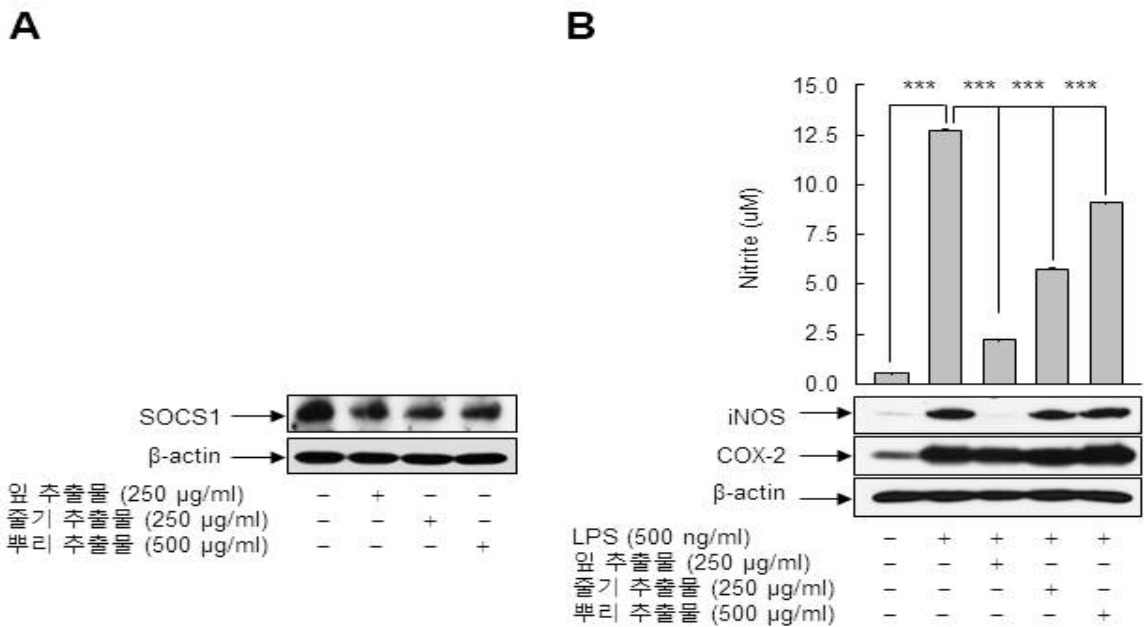 A
SOCS1
β-actin
잎 추출물 (250 µg/ml) – + – –
줄기 추출물 (250 µg/ml) – – + –
뿌리 추출물 (500 µg/ml) – – – +
B
*** *** *** ***
15.0
12.5
10.0
7.5
5.0
2.5
0.0
Nitrite (uM)
iNOS
COX-2
β-actin
LPS (500 ng/ml) – + + + +
잎 추출물 (250 µg/ml) – – + – –
줄기 추출물 (250 µg/ml) – – – + –
뿌리 추출물 (500 µg/ml) – – – – +